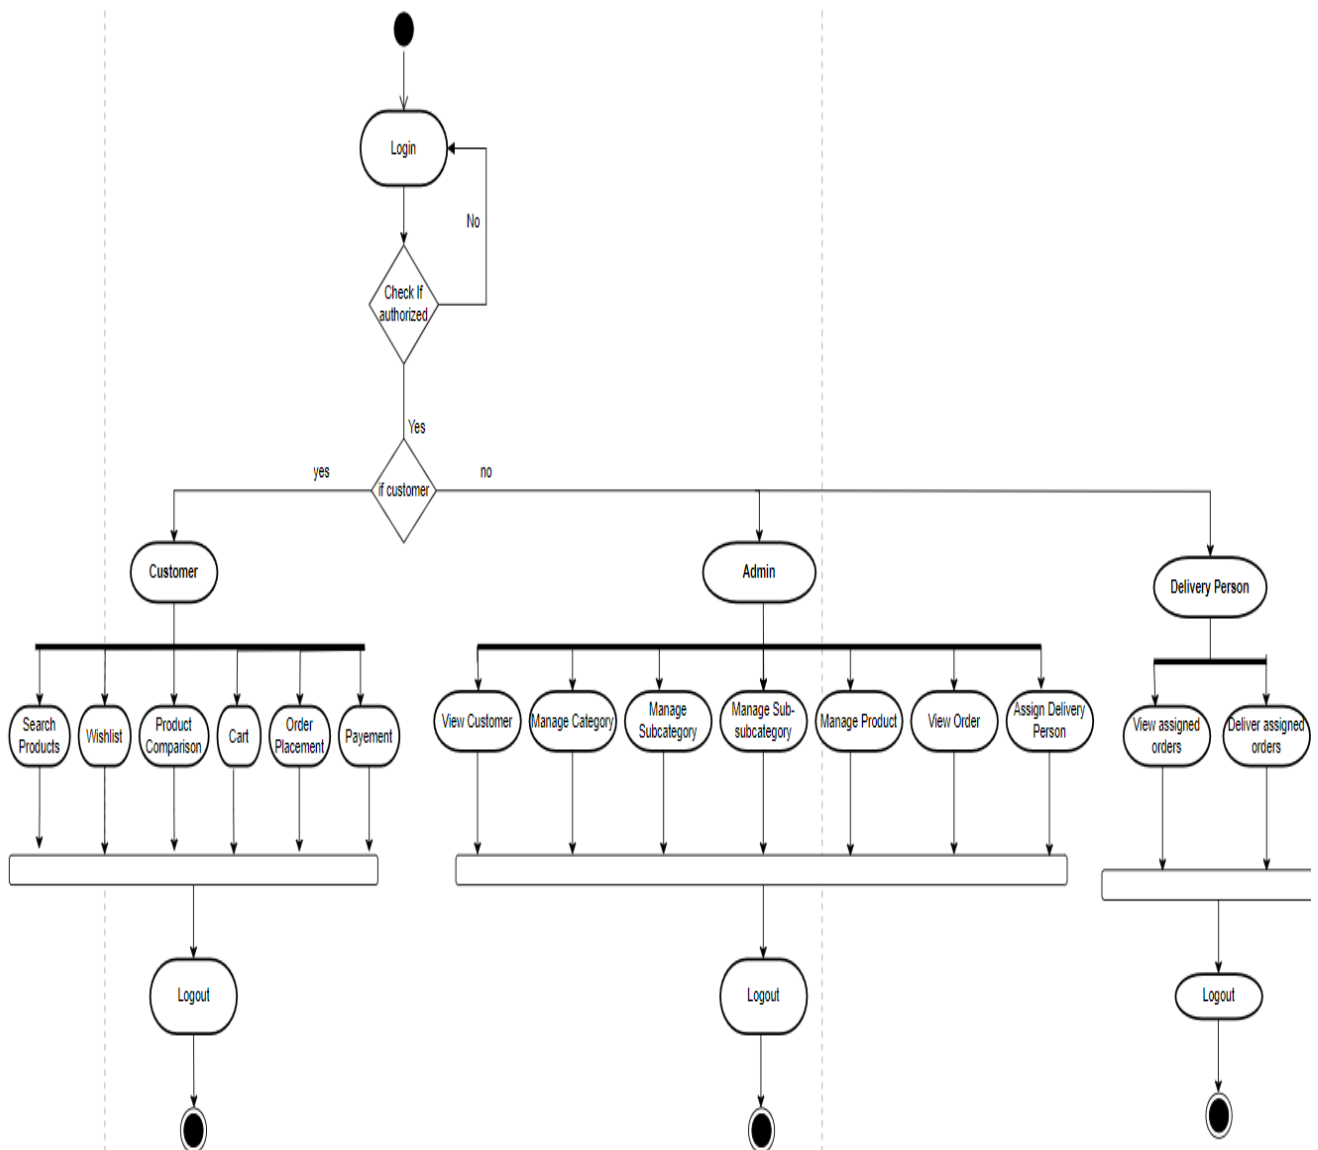 Login
No
Check If
authorized
Yes
yes
no
if customer
Customer
Admin
Delivery Person
Search
Products
Wishlist
Product
Comparison
Cart
Order
Placement
Payement
View Customer
Manage Category
Manage
Subcategory
Manage Sub-
subcategory
Manage Product
View Order
Assign Delivery
Person
View assigned
orders
Deliver assigned
orders
Logout
Logout
Logout